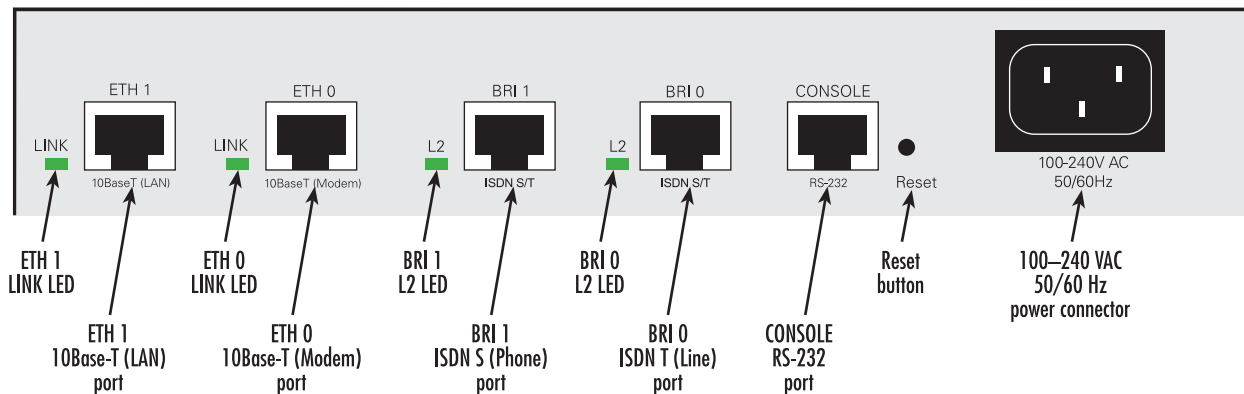 ETH 1
ETH 0
BRI 1
BRI 0
CONSOLE
LINK
LINK
L2
L2
10BaseT (LAN)
10BaseT (Modem)
ISDN S/T
ISDN S/T
RS-232
Reset
100-240V AC
50/60Hz
ETH 1
LINK LED
ETH 0
LINK LED
BRI 1
L2 LED
BRI 0
L2 LED
Reset
button
100–240 VAC
50/60 Hz
power connector
ETH 1
10Base-T (LAN)
port
ETH 0
10Base-T (Modem)
port
BRI 1
ISDN S (Phone)
port
BRI 0
ISDN T (Line)
port
CONSOLE
RS-232
port